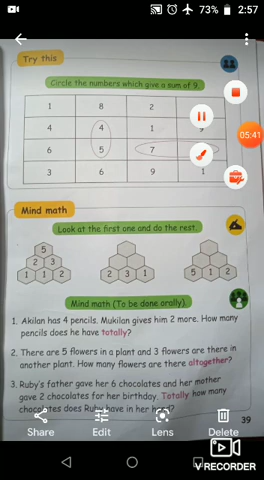 73% 2:57
Try this
Circle the numbers which give a sum of 9.
1 8 2
4 4 1 9
6 5 7
3 6 9 1
05:41
Mind math
Look at the first one and do the rest.
5
2 3
1 1 2
2 3 1
5 1 2
Mind math (To be done orally).
1. Akilan has 4 pencils. Mukilan gives him 2 more. How many
pencils does he have totally?
2. There are 5 flowers in a plant and 3 flowers are there in
another plant. How many flowers are there altogether?
3. Ruby's father gave her 6 chocolates and her mother
gave 2 chocolates for her birthday. Totally how many
chocolates does Ruby have in her hand?
39
Share Edit Lens Delete
V RECORDER